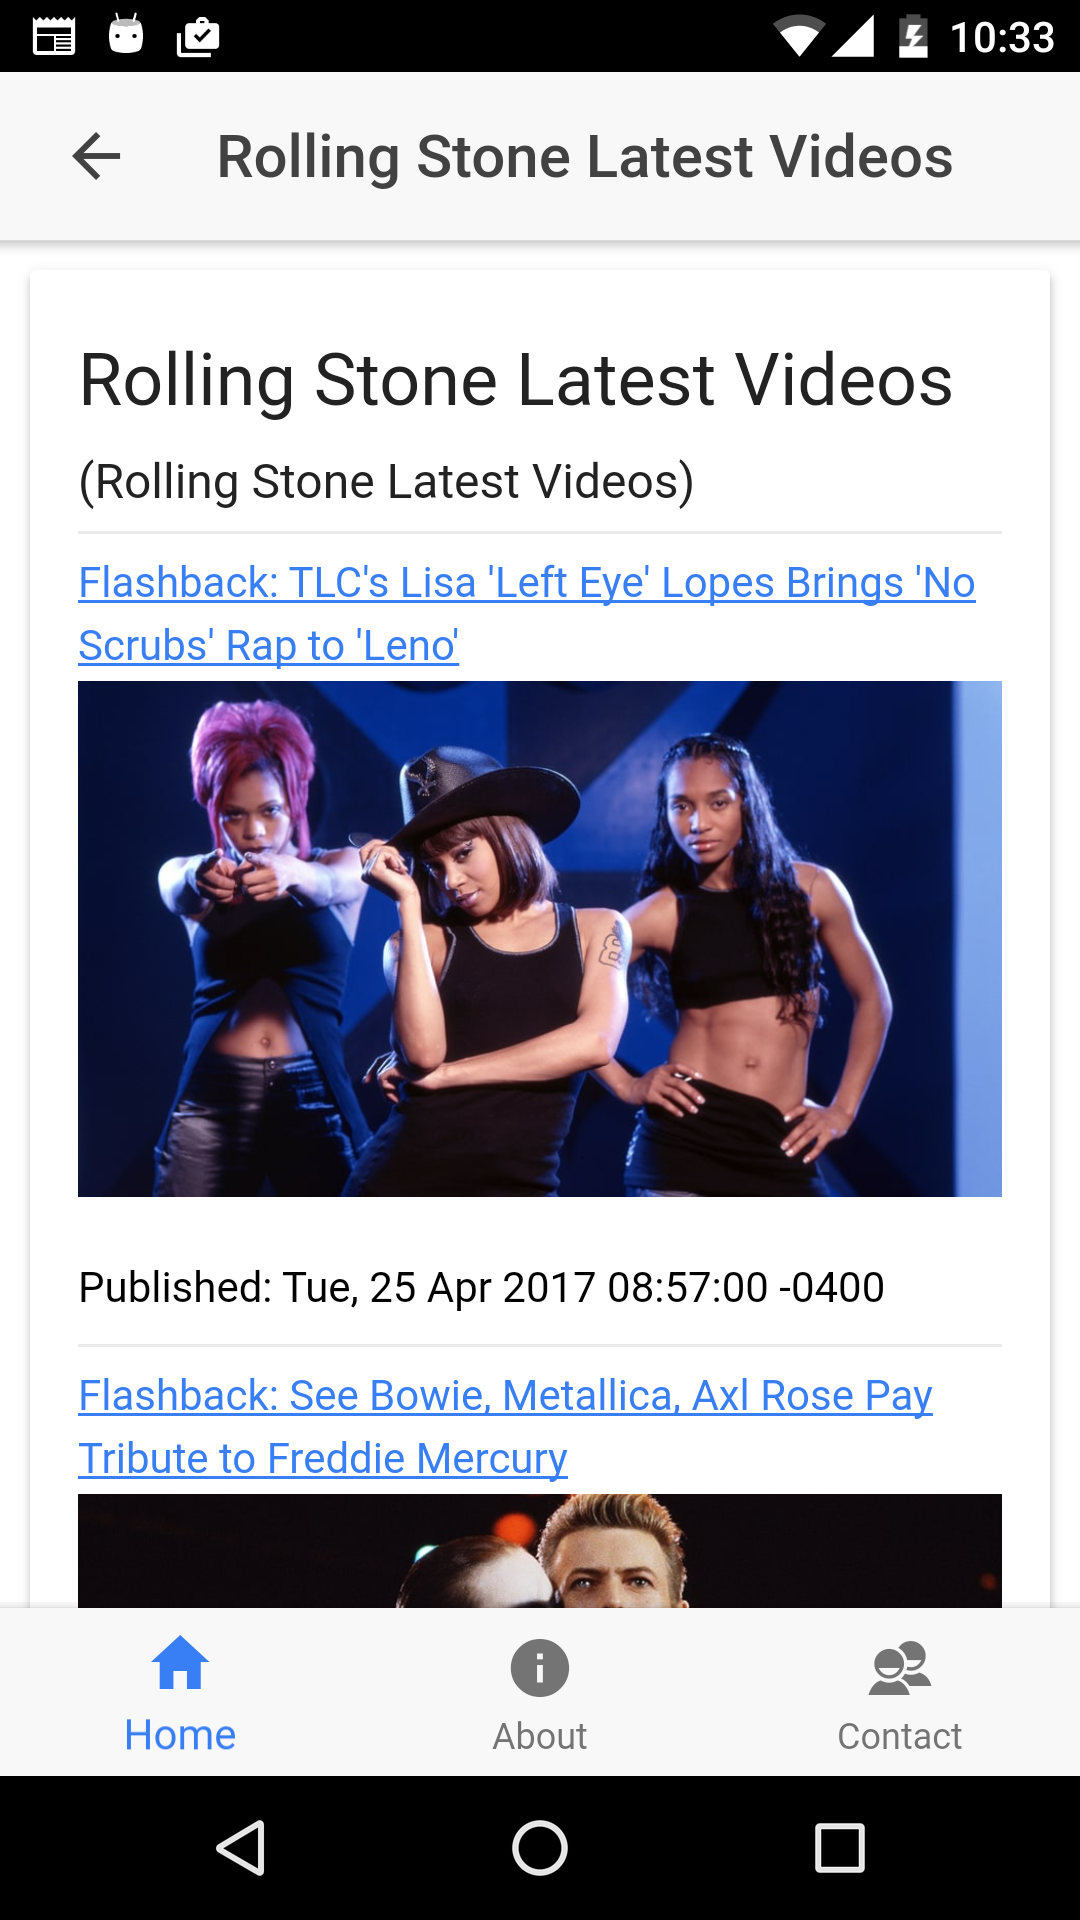 10:33
Rolling Stone Latest Videos
Rolling Stone Latest Videos
(Rolling Stone Latest Videos)
Flashback: TLC's Lisa 'Left Eye' Lopes Brings 'No
Scrubs' Rap to 'Leno'
Published: Tue, 25 Apr 2017 08:57:00 -0400
Flashback: See Bowie, Metallica, Axl Rose Pay
Tribute to Freddie Mercury
Home
About
Contact